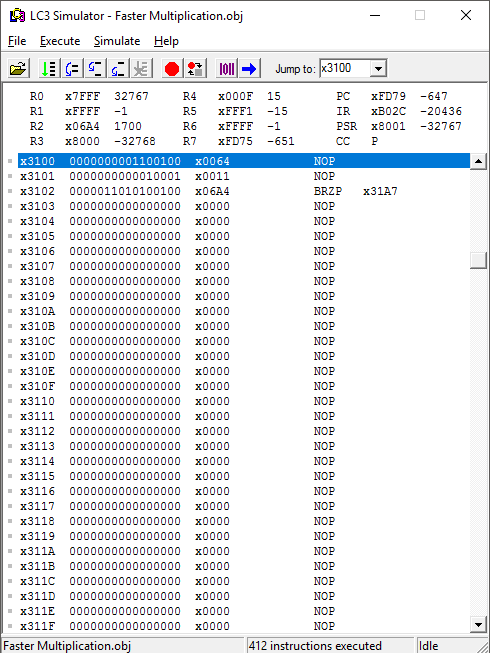 LC3 Simulator - Faster Multiplication.obj
File Execute Simulate Help
Jump to: x3100
R0 x7FFF 32767 R4 x000F 15 PC xFD79 -647
R1 xFFFF -1 R5 xFFF1 -15 IR xB02C -20436
R2 x06A4 1700 R6 xFFFF -1 PSR x8001 -32767
R3 x8000 -32768 R7 xFD75 -651 CC P
x3100 0000000001100100 x0064 NOP
x3101 0000000000010001 x0011 NOP
x3102 0000011010100100 x06A4 BRZP x31A7
x3103 0000000000000000 x0000 NOP
x3104 0000000000000000 x0000 NOP
x3105 0000000000000000 x0000 NOP
x3106 0000000000000000 x0000 NOP
x3107 0000000000000000 x0000 NOP
x3108 0000000000000000 x0000 NOP
x3109 0000000000000000 x0000 NOP
x310A 0000000000000000 x0000 NOP
x310B 0000000000000000 x0000 NOP
x310C 0000000000000000 x0000 NOP
x310D 0000000000000000 x0000 NOP
x310E 0000000000000000 x0000 NOP
x310F 0000000000000000 x0000 NOP
x3110 0000000000000000 x0000 NOP
x3111 0000000000000000 x0000 NOP
x3112 0000000000000000 x0000 NOP
x3113 0000000000000000 x0000 NOP
x3114 0000000000000000 x0000 NOP
x3115 0000000000000000 x0000 NOP
x3116 0000000000000000 x0000 NOP
x3117 0000000000000000 x0000 NOP
x3118 0000000000000000 x0000 NOP
x3119 0000000000000000 x0000 NOP
x311A 0000000000000000 x0000 NOP
x311B 0000000000000000 x0000 NOP
x311C 0000000000000000 x0000 NOP
x311D 0000000000000000 x0000 NOP
x311E 0000000000000000 x0000 NOP
x311F 0000000000000000 x0000 NOP
Faster Multiplication.obj 412 instructions executed Idle